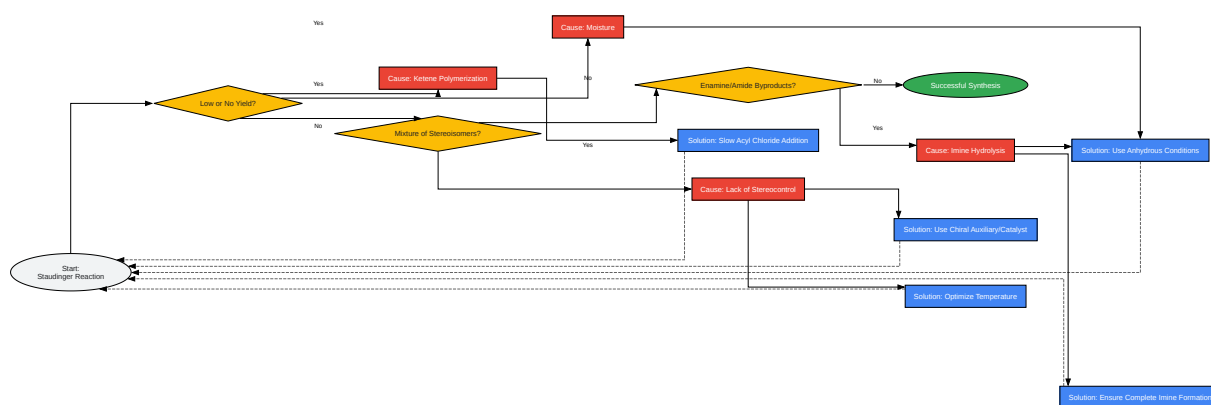 Yes
Cause: Moisture
Yes
Cause: Ketene Polymerization
No
Enamine/Amide Byproducts?
No
Successful Synthesis
Low or No Yield?
No
Mixture of Stereoisomers?
Yes
Solution: Slow Acyl Chloride Addition
Yes
Cause: Imine Hydrolysis
Solution: Use Anhydrous Conditions
Cause: Lack of Stereocontrol
Solution: Use Chiral Auxiliary/Catalyst
Start:
Staudinger Reaction
Solution: Optimize Temperature
Solution: Ensure Complete Imine Formation